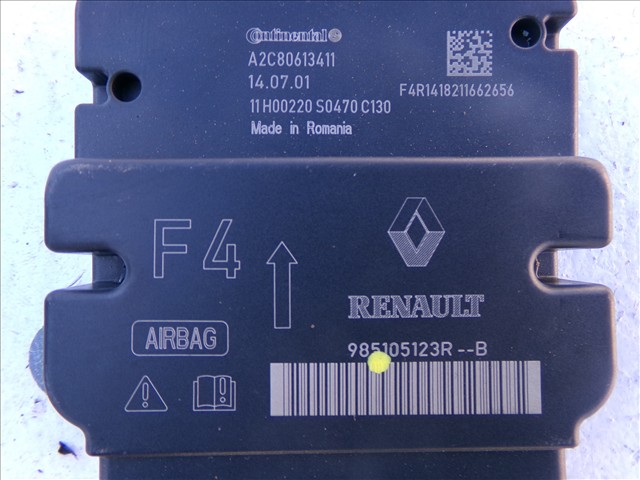 Continental
A2C80613411
14.07.01
11H00220 S0470 C130
Made in Romania
F4R1418211662656
F4
RENAULT
AIRBAG
985105123R--B